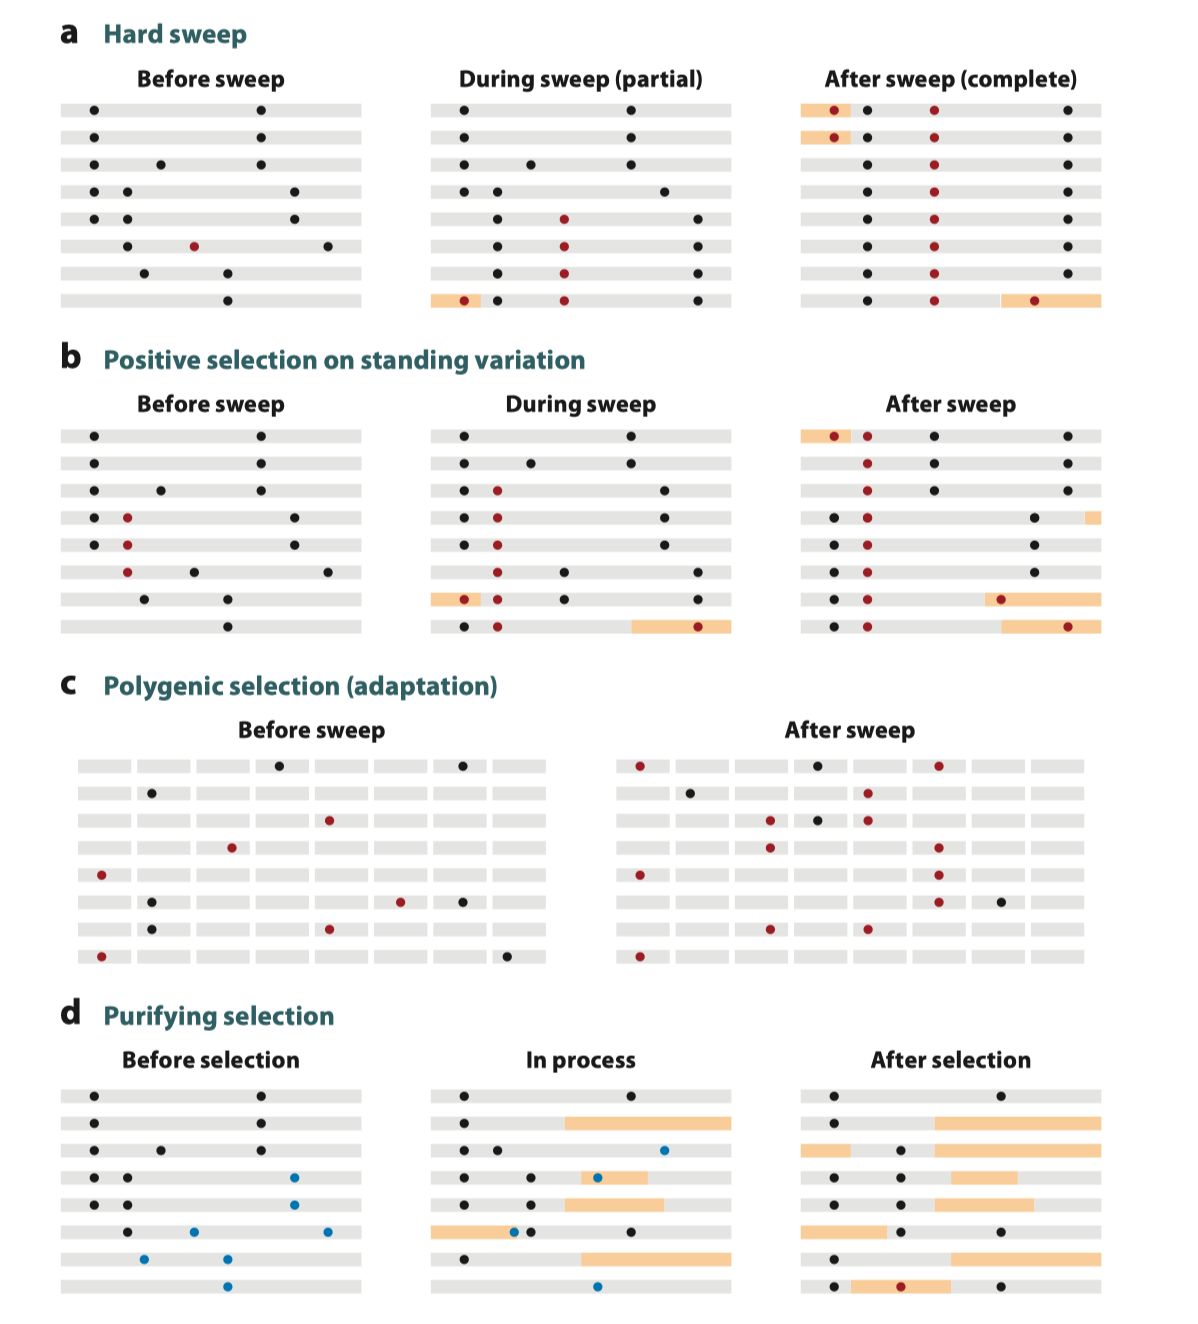 a Hard sweep
Before sweep During sweep (partial) After sweep (complete)
b Positive selection on standing variation
Before sweep During sweep After sweep
c Polygenic selection (adaptation)
Before sweep After sweep
d Purifying selection
Before selection In process After selection